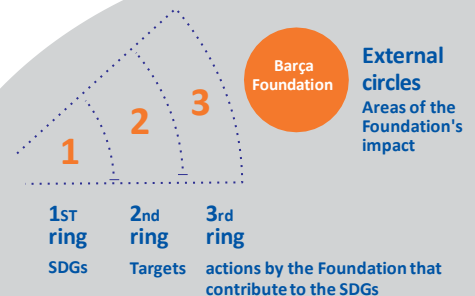 Barça
Foundation
External
circles
Areas of the
Foundation's
impact
1
2
3
1ST
ring
SDGs
2nd
ring
Targets
3rd
ring
actions by the Foundation that
contribute to the SDGs